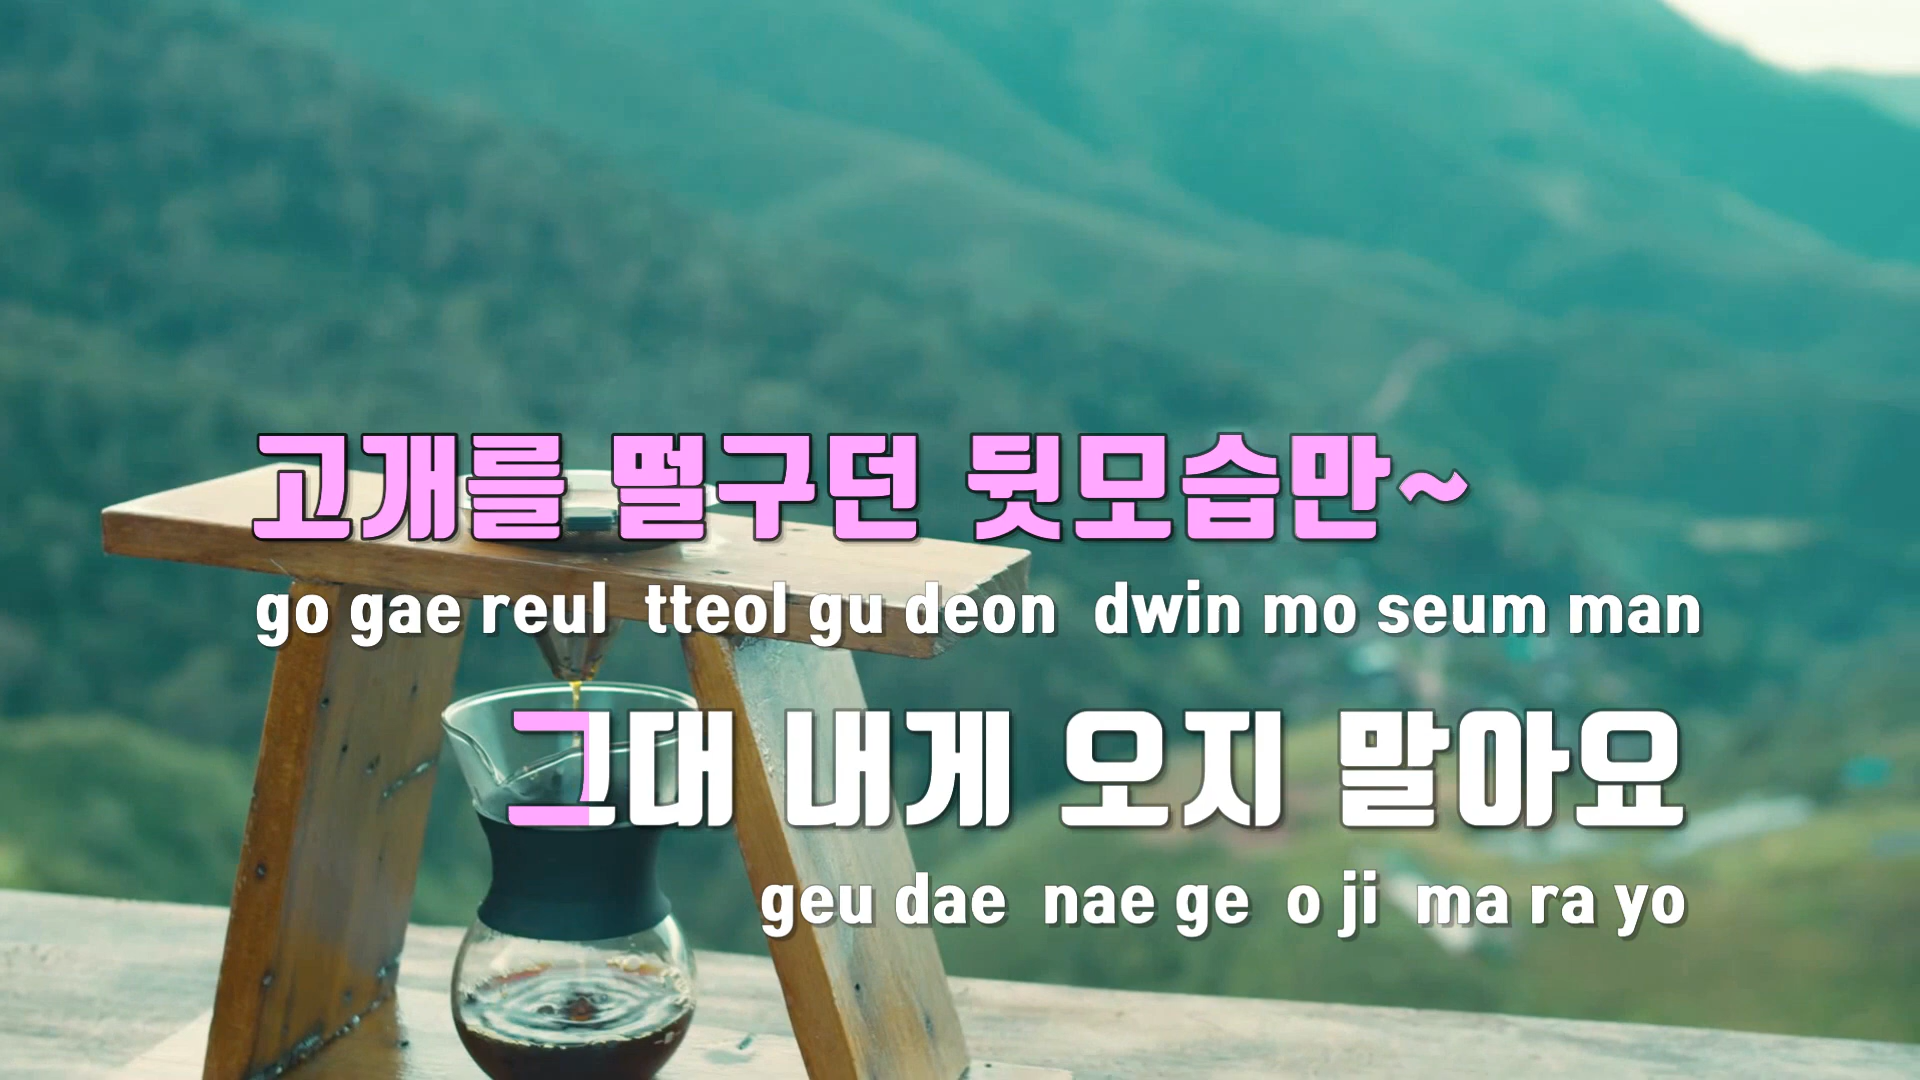 고개를 떨구던 뒷모습만~
go gae reul tteol gu deon dwin mo seum man
그대 내게 오지 말아요
geu dae nae ge o ji ma ra yo